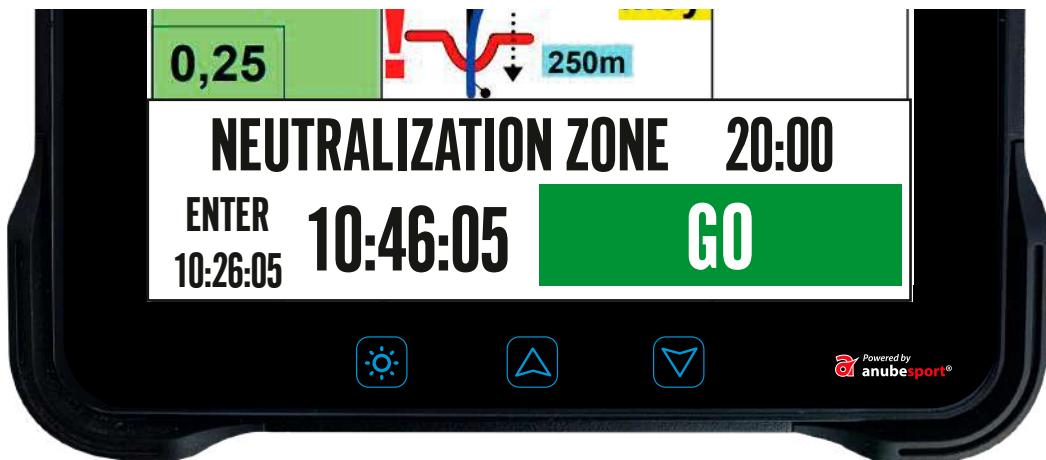 0,25
250m
NEUTRALIZATION ZONE 20:00
ENTER
10:26:05
10:46:05
GO
Powered by
anubesport®